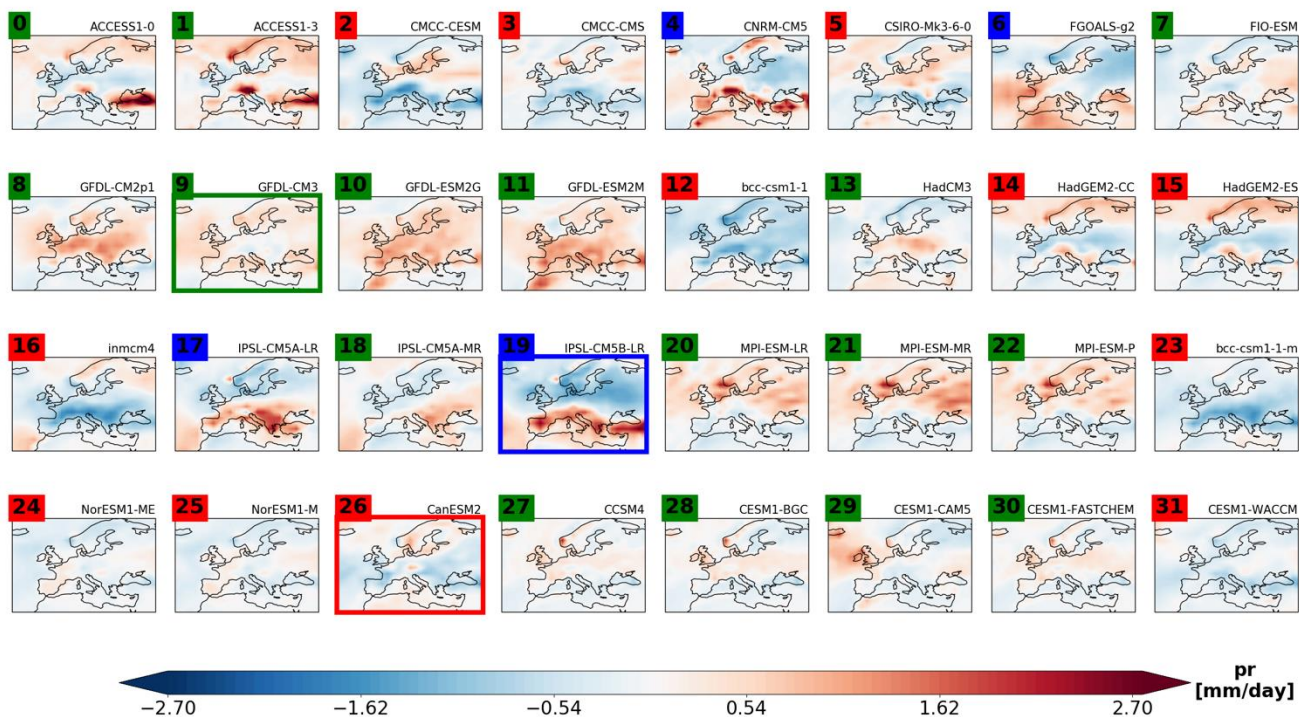 0 ACCESS1-0
1 ACCESS1-3
2 CMCC-CESM
3 CMCC-CMS
4 CNRM-CM5
5 CSIRO-Mk3-6-0
6 FGOALS-g2
7 FIO-ESM
8 GFDL-CM2p1
9 GFDL-CM3
10 GFDL-ESM2G
11 GFDL-ESM2M
12 bcc-csm1-1
13 HadCM3
14 HadGEM2-CC
15 HadGEM2-ES
16 inmcm4
17 IPSL-CM5A-LR
18 IPSL-CM5A-MR
19 IPSL-CM5B-LR
20 MPI-ESM-LR
21 MPI-ESM-MR
22 MPI-ESM-P
23 bcc-csm1-1-m
24 NorESM1-ME
25 NorESM1-M
26 CanESM2
27 CCSM4
28 CESM1-BGC
29 CESM1-CAM5
30 CESM1-FASTCHEM
31 CESM1-WACCM
pr
[mm/day]
−2.70 −1.62 −0.54 0.54 1.62 2.70